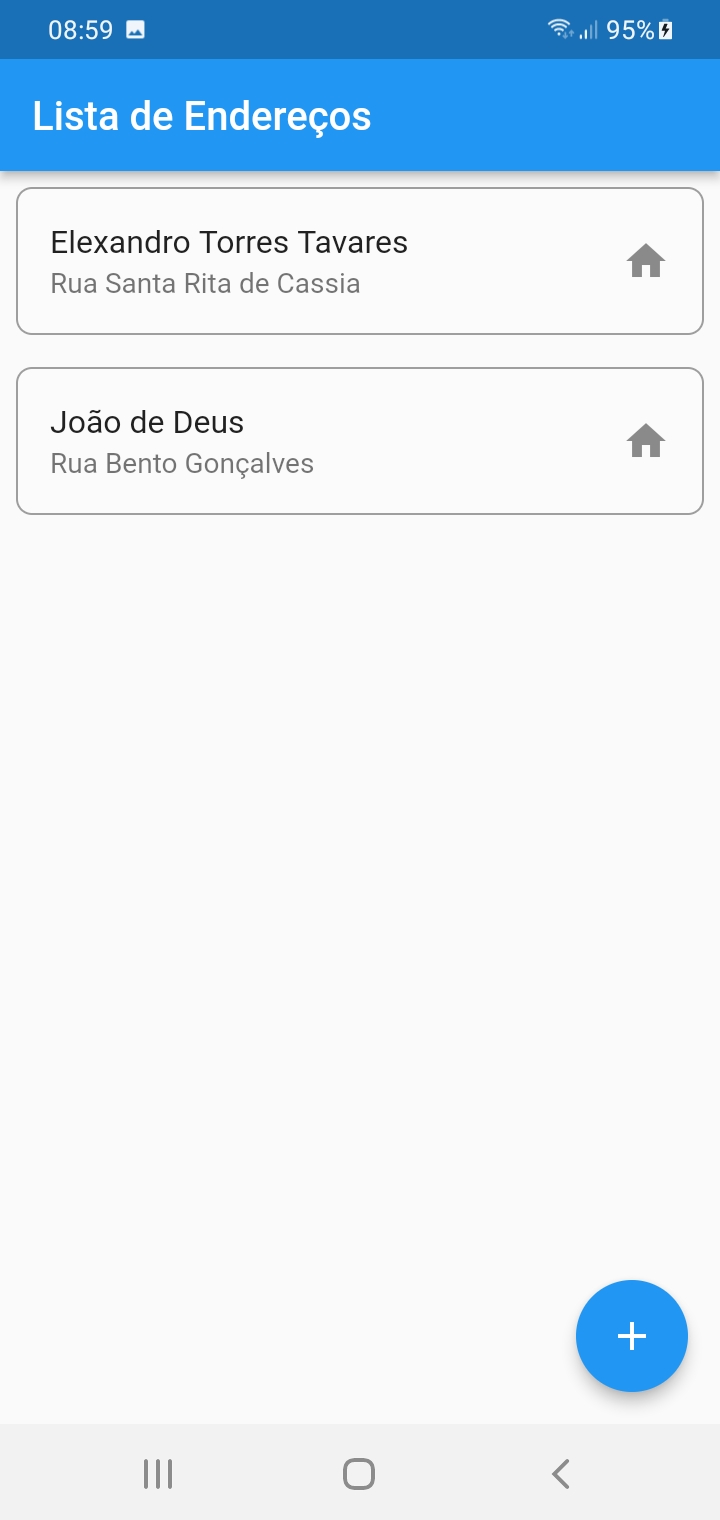 08:59
95%
Lista de Endereços
Elexandro Torres Tavares
Rua Santa Rita de Cassia
João de Deus
Rua Bento Gonçalves